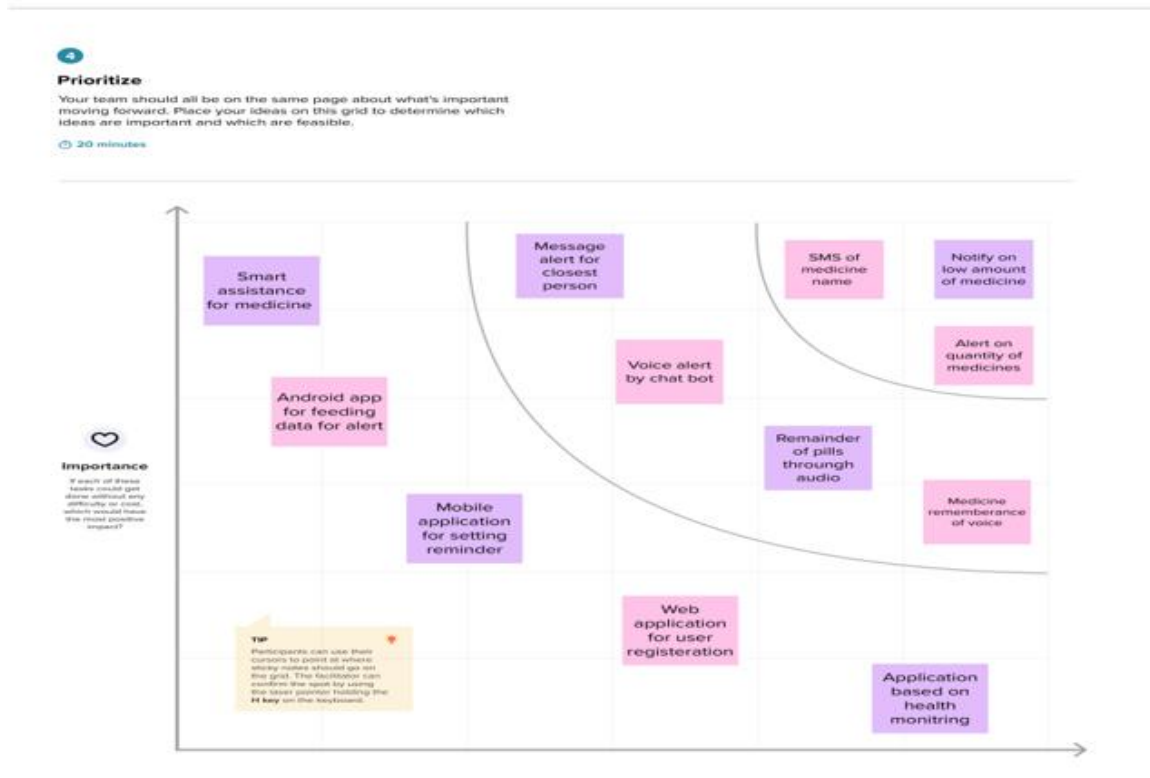 4
Prioritize
Your team should all be on the same page about what's important
moving forward. Place your ideas on this grid to determine which
ideas are important and which are feasible.
20 minutes
Smart
assistance
for medicine
Message
alert for
closest
person
SMS of
medicine
name
Notify on
low amount
of medicine
Alert on
quantity of
medicines
Voice alert
by chat bot
Android app
for feeding
data for alert
Remainder
of pills
throurgh
audio
Importance
If each of these
tasks could get
done without any
difficulty or cost,
which would have
the most positive
impact?
Mobile
application
for setting
reminder
Medicine
rememberance
of voice
Web
application
for user
registeration
TIP
Participants can use their
cursors to point at where
sticky notes should go on
the grid. The facilitator can
confirm the spot by using
the laser pointer holding the
H key on the keyboard.
Application
based on
health
monitring